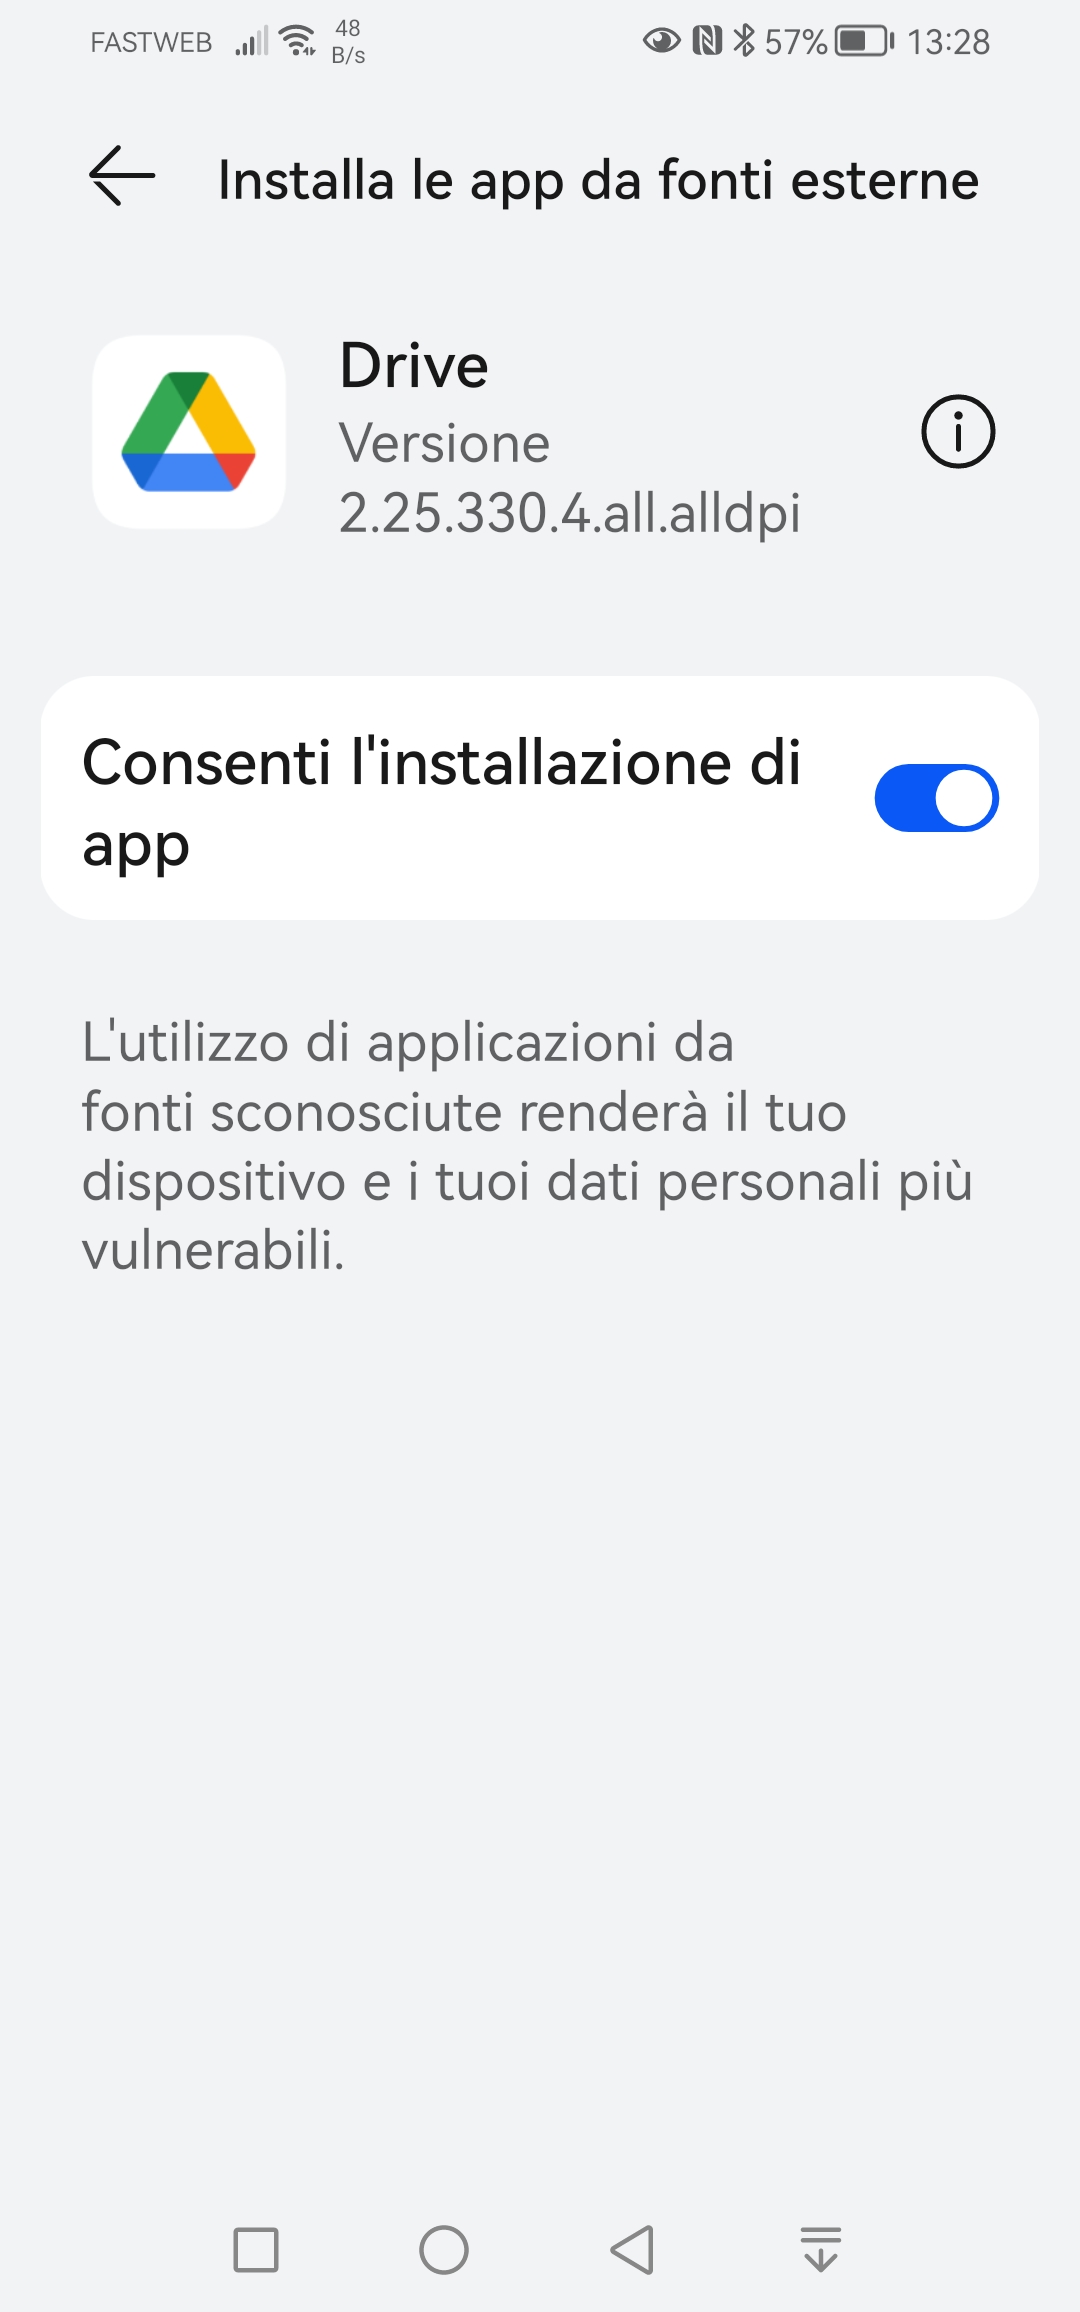 FASTWEB 48 B/s 57% 13:28
Installa le app da fonti esterne
Drive
Versione
2.25.330.4.all.alldpi
Consenti l'installazione di
app
L'utilizzo di applicazioni da
fonti sconosciute renderà il tuo
dispositivo e i tuoi dati personali più
vulnerabili.